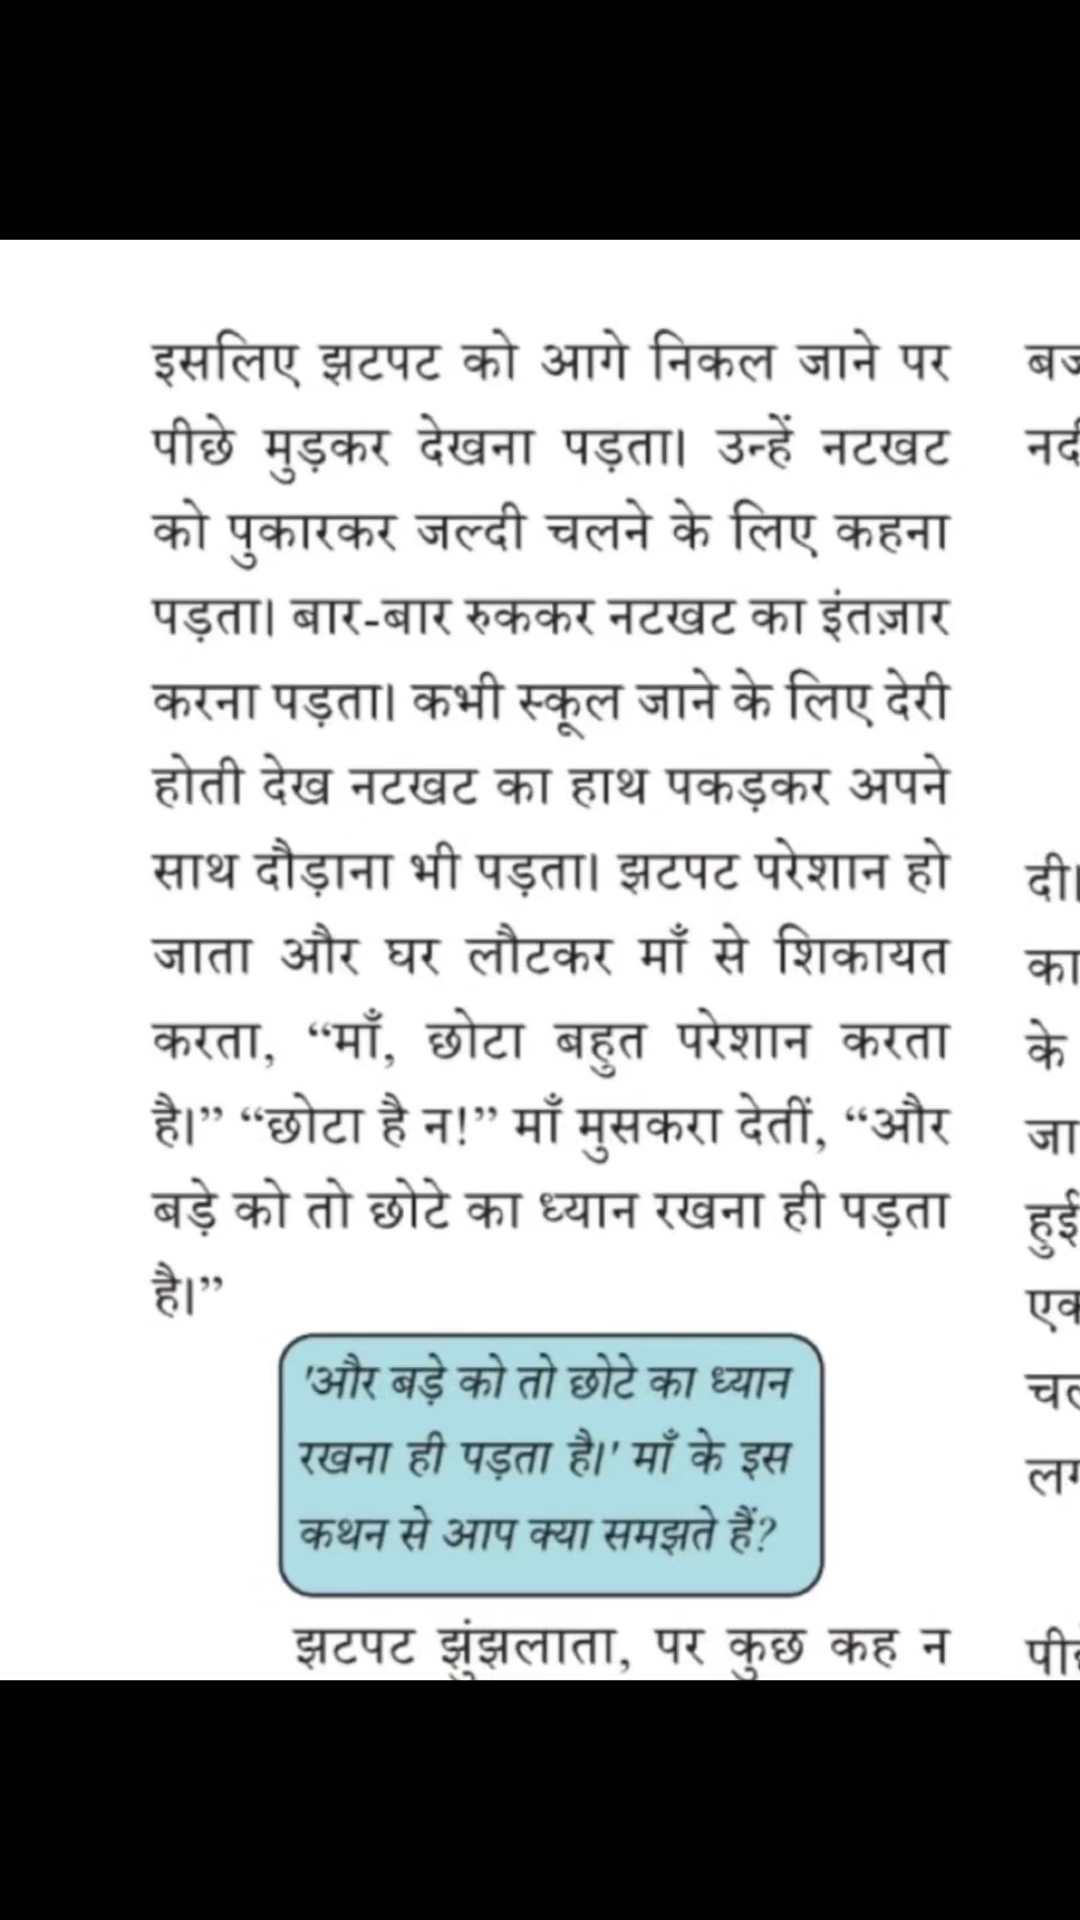 इसलिए झटपट को आगे निकल जाने पर
पीछे मुड़कर देखना पड़ता। उन्हें नटखट
को पुकारकर जल्दी चलने के लिए कहना
पड़ता। बार-बार रुककर नटखट का इंतज़ार
करना पड़ता। कभी स्कूल जाने के लिए देरी
होती देख नटखट का हाथ पकड़कर अपने
साथ दौड़ाना भी पड़ता। झटपट परेशान हो
जाता और घर लौटकर माँ से शिकायत
करता, “माँ, छोटा बहुत परेशान करता
है।” “छोटा है न!” माँ मुसकरा देतीं, “और
बड़े को तो छोटे का ध्यान रखना ही पड़ता
है।”
'और बड़े को तो छोटे का ध्यान
रखना ही पड़ता है।' माँ के इस
कथन से आप क्या समझते हैं?
झटपट झुंझलाता, पर कुछ कह न
दी।
का
के
जा
हुई